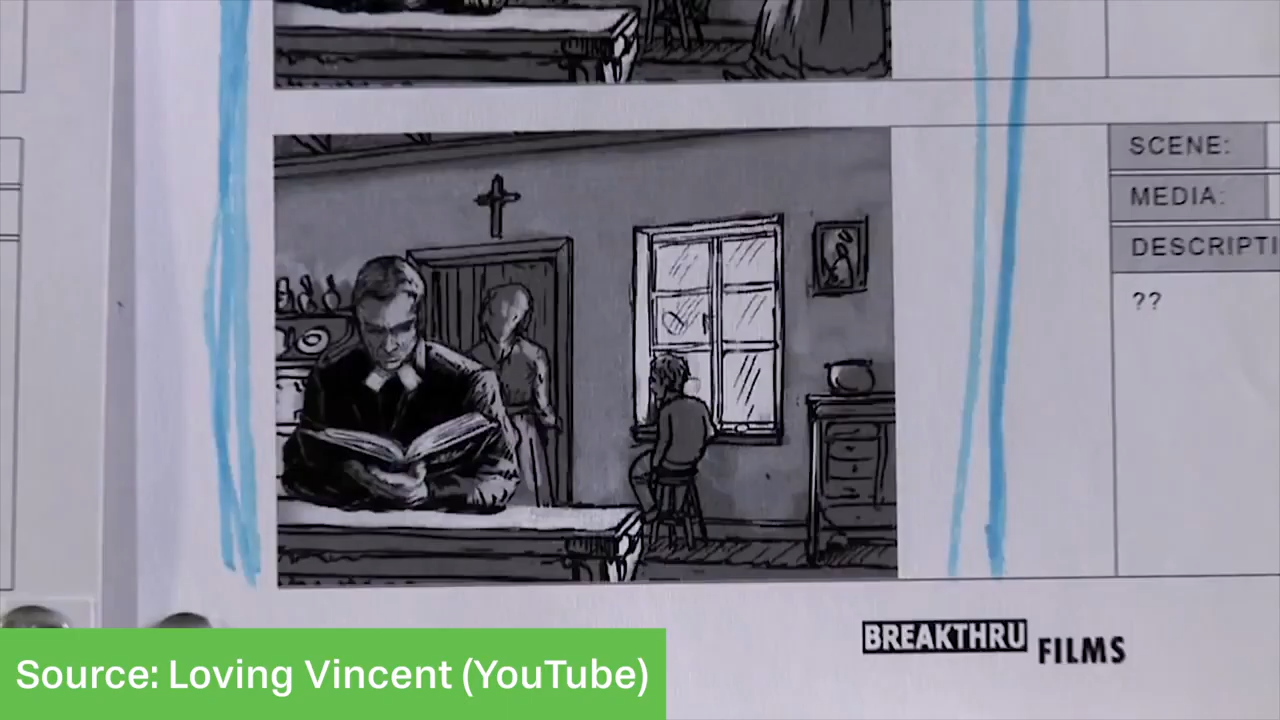 SCENE:
MEDIA:
DESCRIPTI
??
BREAKTHRU FILMS
Source: Loving Vincent (YouTube)